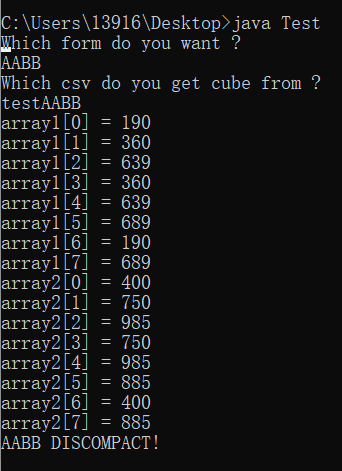 C:\Users\13916\Desktop>java Test
Which form do you want ?
AABB
Which csv do you get cube from ?
testAABB
array1[0] = 190
array1[1] = 360
array1[2] = 639
array1[3] = 360
array1[4] = 639
array1[5] = 689
array1[6] = 190
array1[7] = 689
array2[0] = 400
array2[1] = 750
array2[2] = 985
array2[3] = 750
array2[4] = 985
array2[5] = 885
array2[6] = 400
array2[7] = 885
AABB DISCOMPACT!